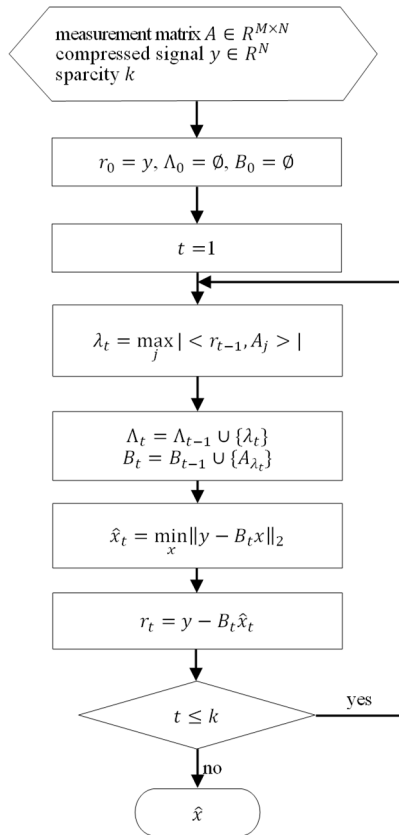 measurement matrix A ∈ R^{M×N}
compressed signal y ∈ R^N
sparcity k
r_0 = y, Λ_0 = ∅, B_0 = ∅
t =1
λ_t = max_j | < r_{t−1}, A_j > |
Λ_t = Λ_{t−1} ∪ {λ_t}
B_t = B_{t−1} ∪ {A_{λ_t}}
x̂_t = min_x ‖y − B_t x‖_2
r_t = y − B_t x̂_t
t ≤ k
yes
no
x̂